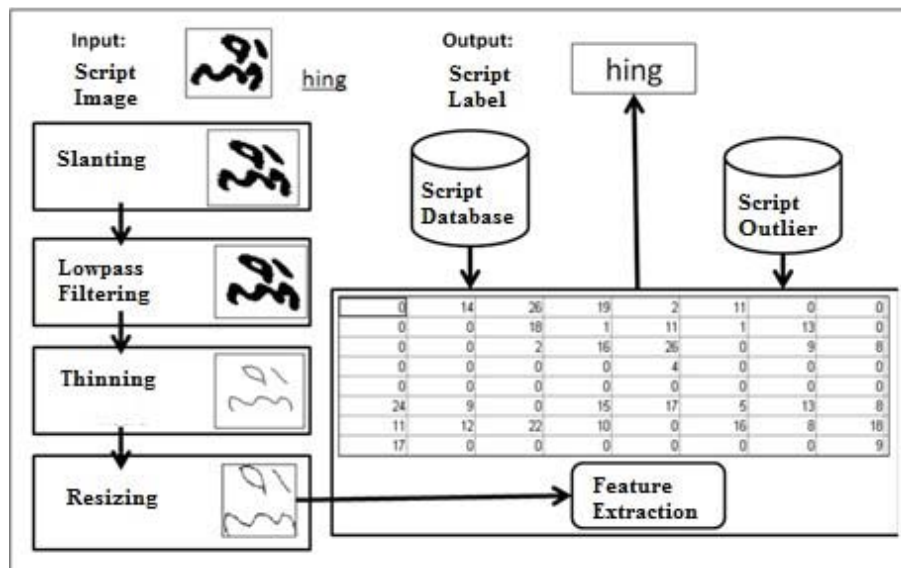 Input:
Script
Image
hing
Output:
Script
Label
hing
Slanting
Lowpass
Filtering
Thinning
Resizing
Script
Database
Script
Outlier
0 14 26 19 2 11 0 0
0 0 18 1 11 1 13 0
0 0 2 16 26 0 9 8
0 0 0 0 4 0 0 0
0 0 0 0 0 0 0 0
24 9 0 15 17 5 13 8
11 12 22 10 0 16 8 18
17 0 0 0 0 0 0 9
Feature
Extraction